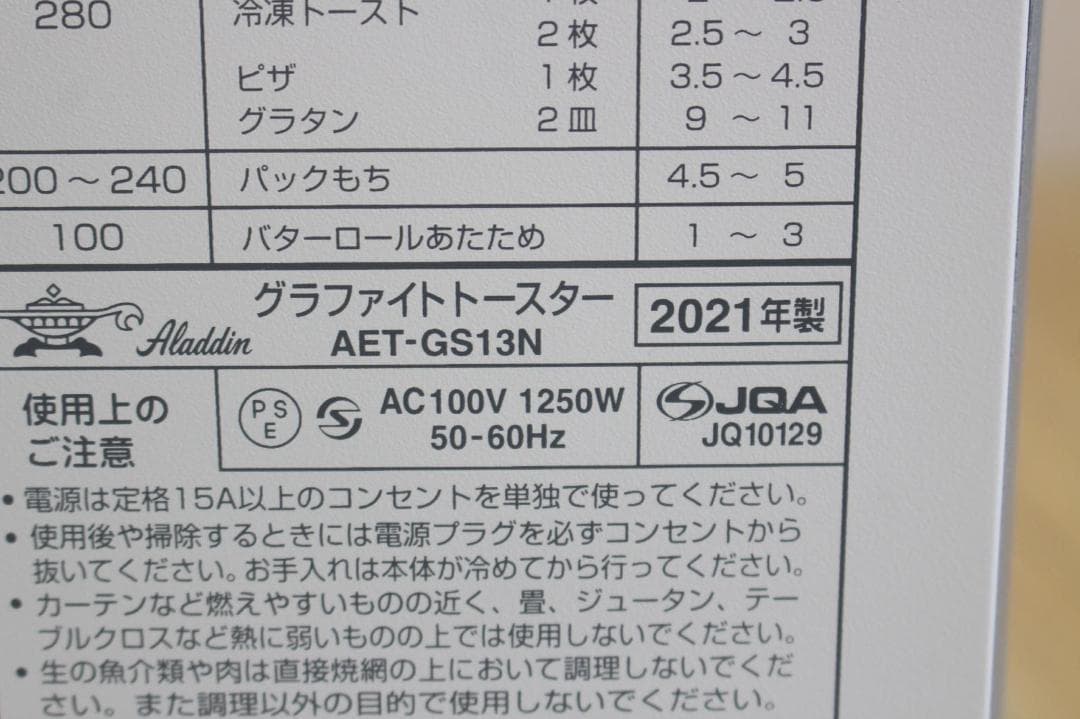 280 冷凍トースト
2枚 2.5～ 3
ピザ 1枚 3.5～4.5
グラタン 2皿 9 ～11
200～240 パックもち 4.5～ 5
100 バターロールあたため 1 ～ 3
Aladdin グラファイトトースター 2021年製
AET-GS13N
使用上の
ご注意
PSE AC100V 1250W
50-60Hz
JQA
JQ10129
• 電源は定格15A以上のコンセントを単独で使ってください。
• 使用後や掃除するときには電源プラグを必ずコンセントから
抜いてください。お手入れは本体が冷めてから行ってください。
• カーテンなど燃えやすいものの近く、畳、ジュータン、テー
ブルクロスなど熱に弱いものの上では使用しないでください。
• 生の魚介類や肉は直接焼網の上において調理しないでくだ
さい。また調理以外の目的で使用しないでください。